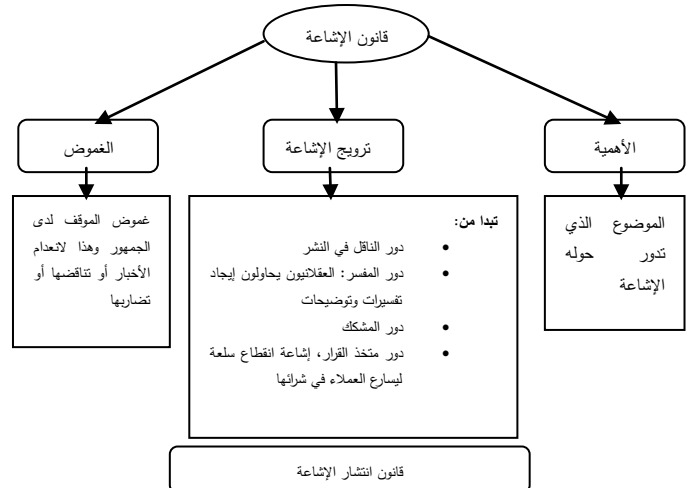 قانون الإشاعة
الأهمية
ترويج الإشاعة
الغموض
الموضوع الذي
تدور حوله
الإشاعة
تبدا من:
• دور الناقل في النشر
• دور المفسر: العقلانيون يحاولون إيجاد
تفسيرات وتوضيحات
• دور المشكك
• دور متخذ القرار، إشاعة انقطاع سلعة
ليسارع العملاء في شرائها
غموض الموقف لدى
الجمهور وهذا لانعدام
الأخبار أو تناقضها أو
تضاربها
قانون انتشار الإشاعة